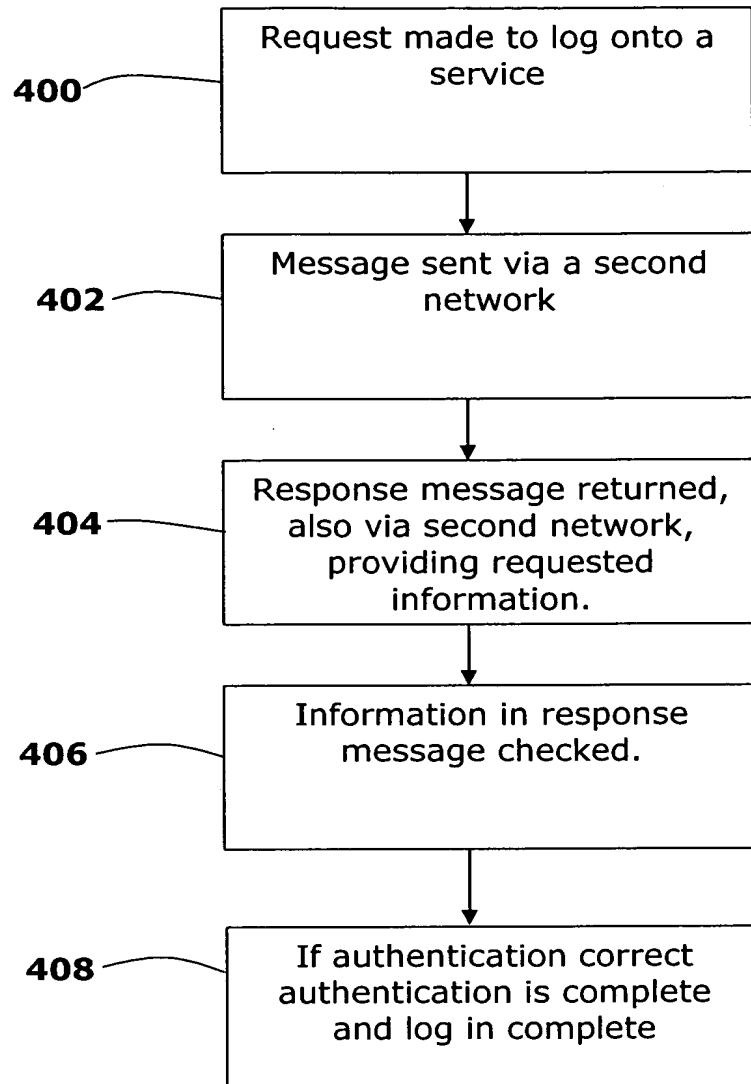 Request made to log onto a
service
400
Message sent via a second
network
402
Response message returned,
also via second network,
providing requested
information.
404
Information in response
message checked.
406
If authentication correct
authentication is complete
and log in complete
408